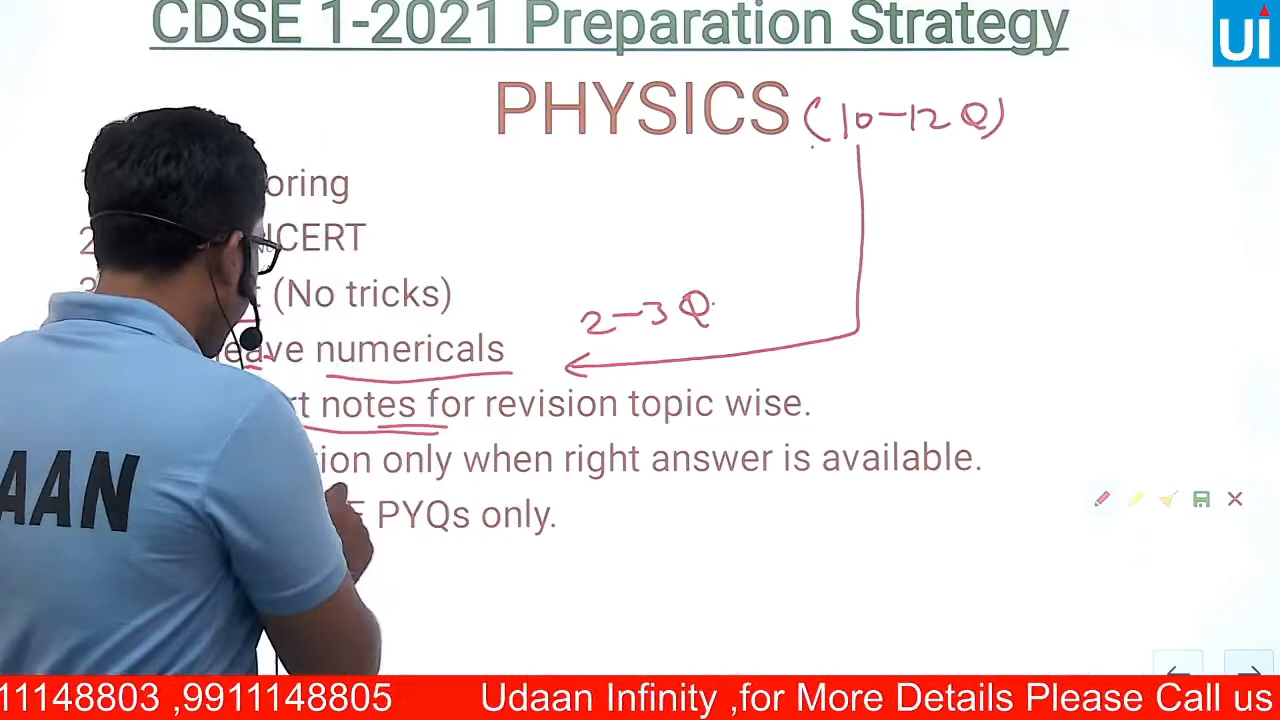 CDSE 1-2021 Preparation Strategy
Ui
PHYSICS (10-12 Q)
oring
NCERT
(No tricks)
2-3 Q
leave numericals
rt notes for revision topic wise.
ion only when right answer is available.
PYQs only.
AAN
11148803 ,9911148805 Udaan Infinity ,for More Details Please Call us